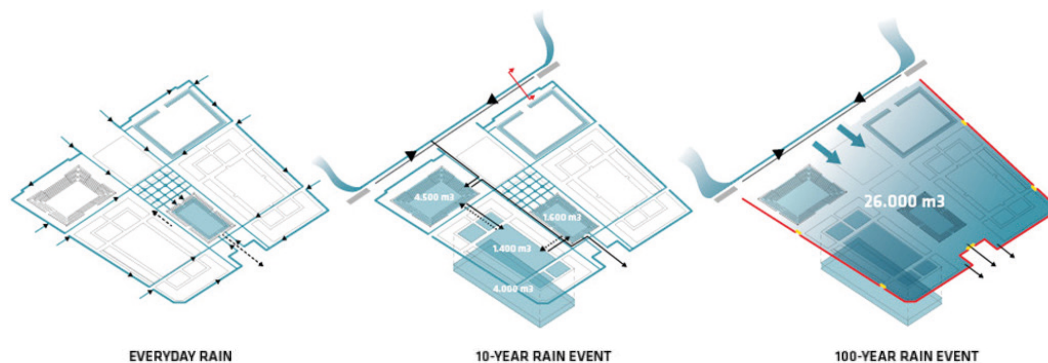 4.500 m3
1.600 m3
1.400 m3
4.000 m3
26.000 m3
EVERYDAY RAIN
10-YEAR RAIN EVENT
100-YEAR RAIN EVENT